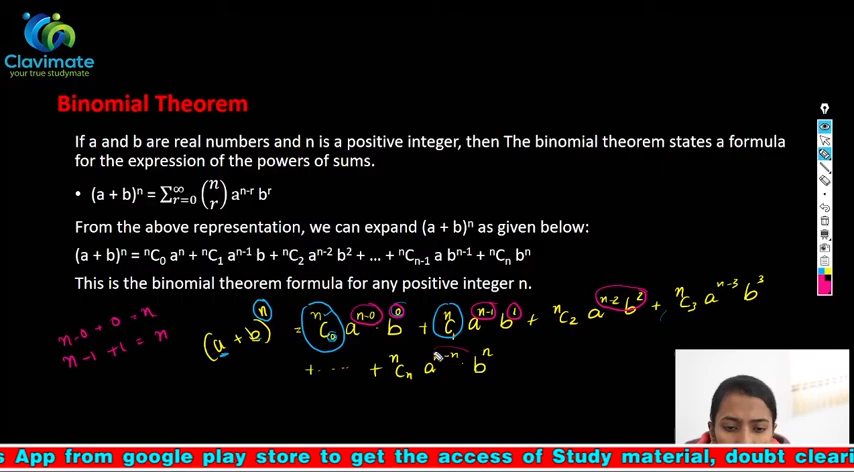 Clavimate
your true studymate
Binomial Theorem
If a and b are real numbers and n is a positive integer, then The binomial theorem states a formula
for the expression of the powers of sums.
• (a + b)ⁿ = ∑_{r=0}^{∞} (n r) aⁿ⁻ʳ bʳ
From the above representation, we can expand (a + b)ⁿ as given below:
(a + b)ⁿ = ⁿC₀ aⁿ + ⁿC₁ aⁿ⁻¹ b + ⁿC₂ aⁿ⁻² b² + … + ⁿCₙ₋₁ a bⁿ⁻¹ + ⁿCₙ bⁿ
This is the binomial theorem formula for any positive integer n.
n-0 + 0 = n
n-1 + 1 = n
(a + b)ⁿ = ⁿC₀ aⁿ⁻⁰ · b⁰ + ⁿC₁ aⁿ⁻¹ b¹ + ⁿC₂ aⁿ⁻² b² + ⁿC₃ aⁿ⁻³ b³
+ ..... + ⁿCₙ aⁿ⁻ⁿ · bⁿ
s App from google play store to get the access of Study material, doubt cleari